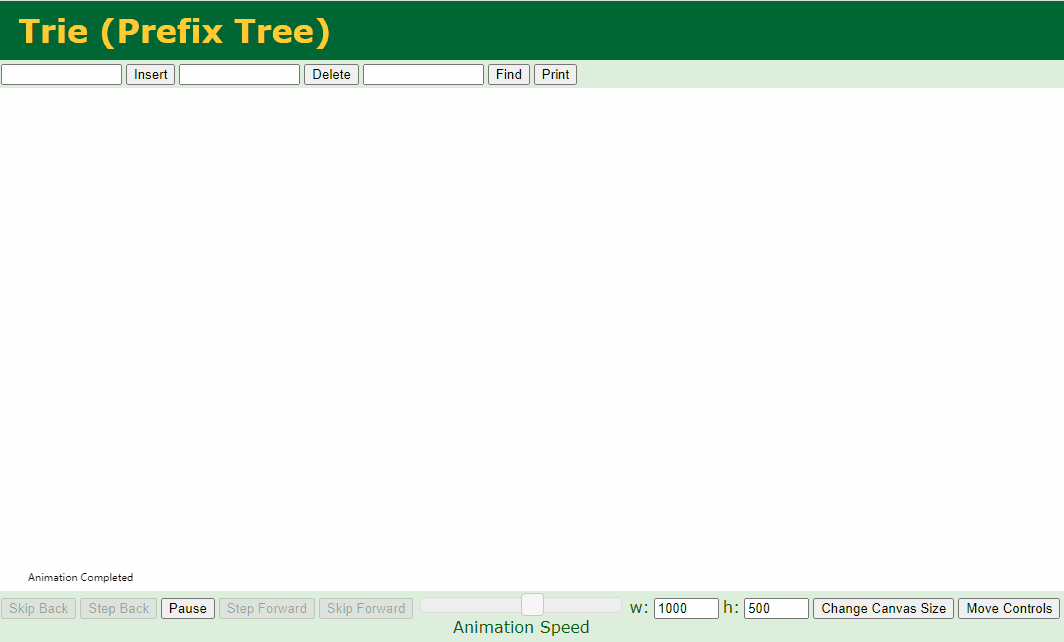 Trie (Prefix Tree)
Insert Delete Find Print
Animation Completed
Skip Back Step Back Pause Step Forward Skip Forward w: 1000 h: 500 Change Canvas Size Move Controls
Animation Speed